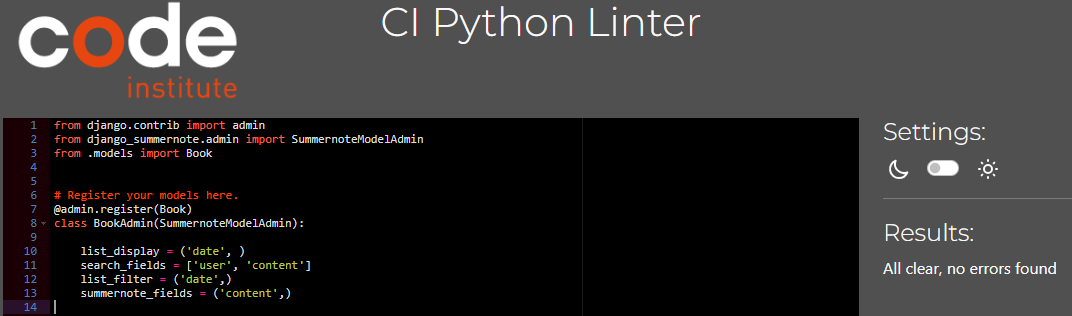 code
institute
CI Python Linter
1 from django.contrib import admin
2 from django_summernote.admin import SummernoteModelAdmin
3 from .models import Book
4
5
6 # Register your models here.
7 @admin.register(Book)
8 class BookAdmin(SummernoteModelAdmin):
9
10     list_display = ('date', )
11     search_fields = ['user', 'content']
12     list_filter = ('date',)
13     summernote_fields = ('content',)
14
Settings:
Results:
All clear, no errors found